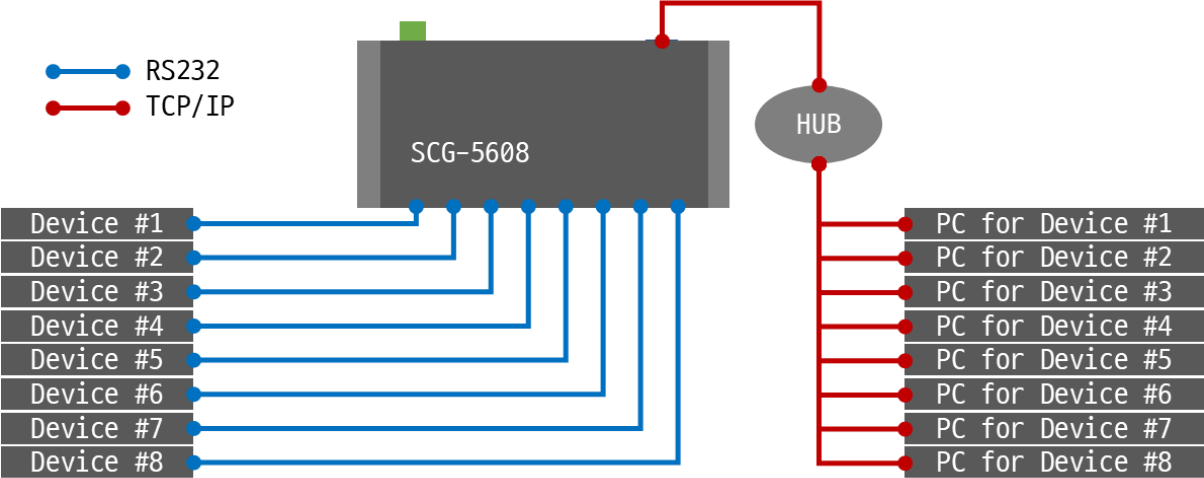 RS232
TCP/IP
SCG-5608
HUB
Device #1
Device #2
Device #3
Device #4
Device #5
Device #6
Device #7
Device #8
PC for Device #1
PC for Device #2
PC for Device #3
PC for Device #4
PC for Device #5
PC for Device #6
PC for Device #7
PC for Device #8